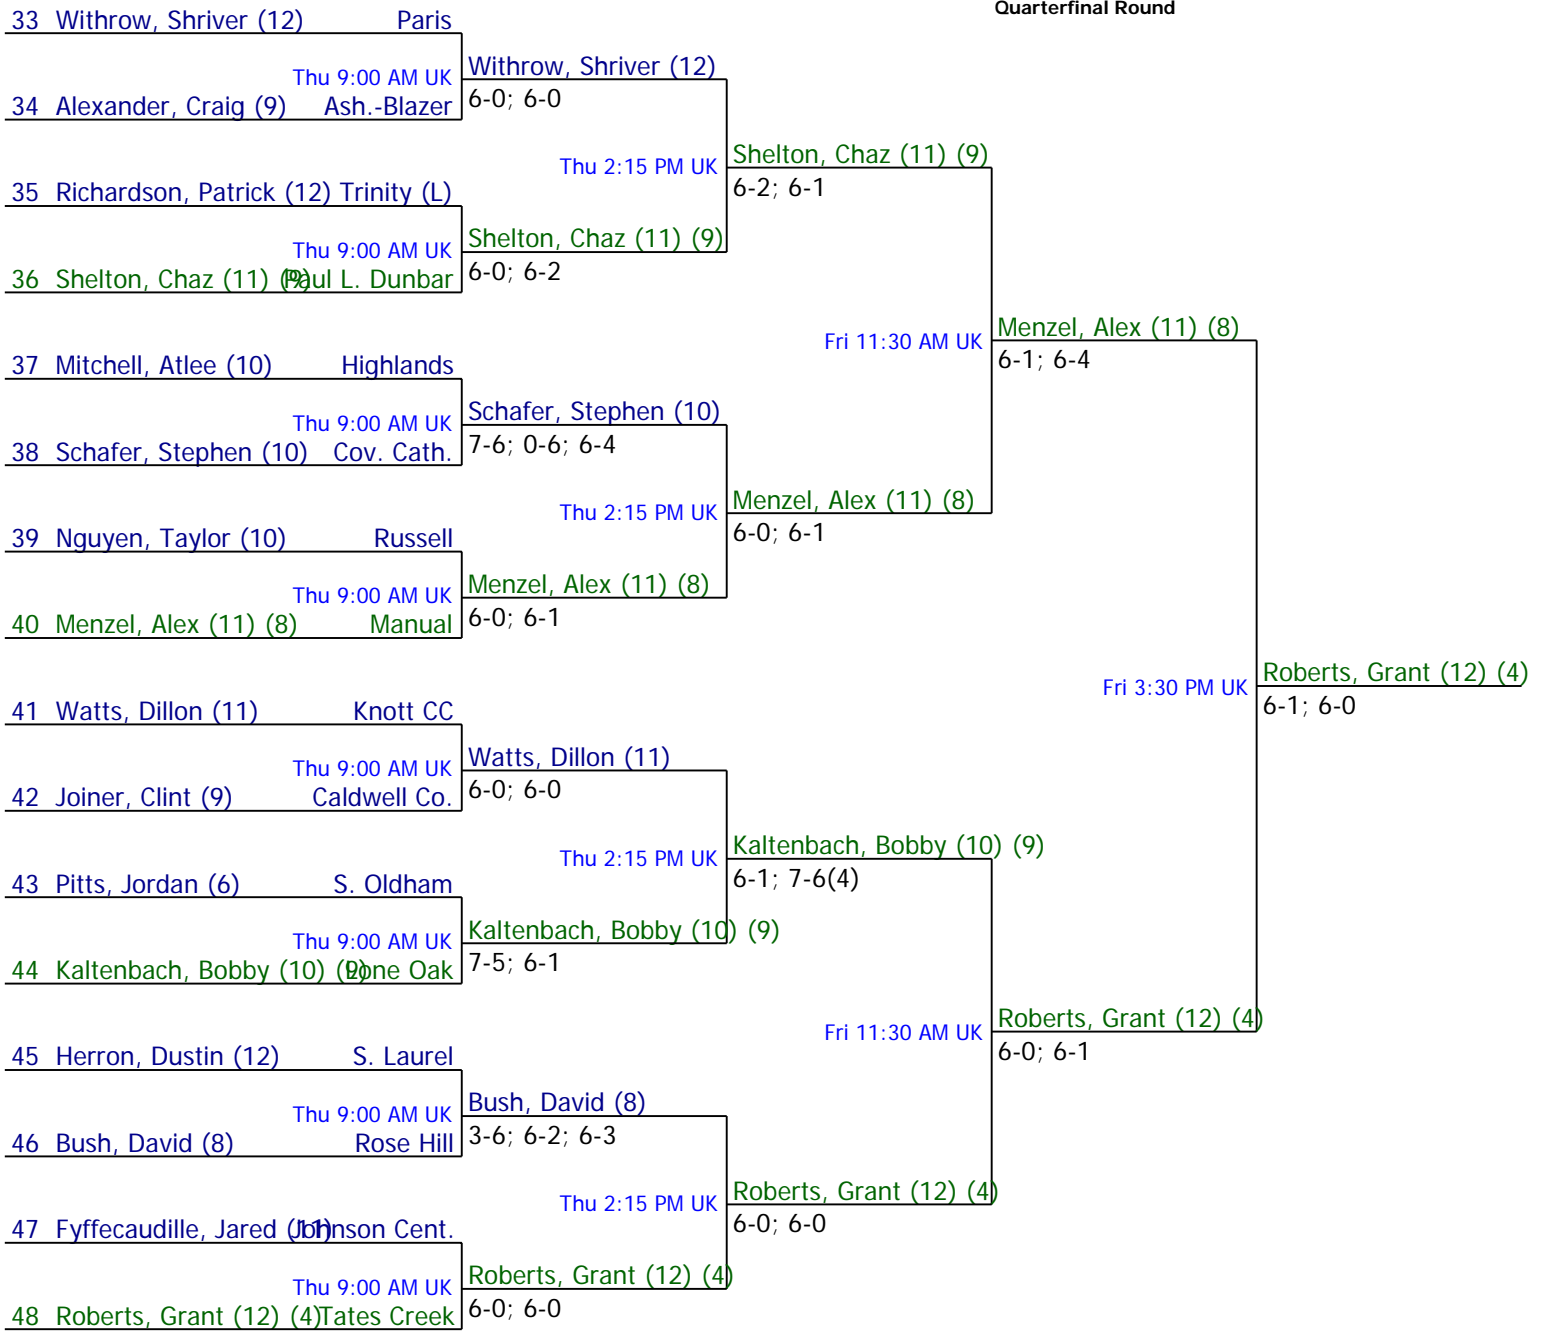 Quarterfinal Round
33 Withrow, Shriver (12) Paris
Thu 9:00 AM UK
Withrow, Shriver (12)
6-0; 6-0
34 Alexander, Craig (9) Ash.-Blazer
Thu 2:15 PM UK
Shelton, Chaz (11) (9)
6-2; 6-1
35 Richardson, Patrick (12) Trinity (L)
Thu 9:00 AM UK
Shelton, Chaz (11) (9)
6-0; 6-2
36 Shelton, Chaz (11) (9) Paul L. Dunbar
Fri 11:30 AM UK
Menzel, Alex (11) (8)
6-1; 6-4
37 Mitchell, Atlee (10) Highlands
Thu 9:00 AM UK
Schafer, Stephen (10)
7-6; 0-6; 6-4
38 Schafer, Stephen (10) Cov. Cath.
Thu 2:15 PM UK
Menzel, Alex (11) (8)
6-0; 6-1
39 Nguyen, Taylor (10) Russell
Thu 9:00 AM UK
Menzel, Alex (11) (8)
6-0; 6-1
40 Menzel, Alex (11) (8) Manual
Fri 3:30 PM UK
Roberts, Grant (12) (4)
6-1; 6-0
41 Watts, Dillon (11) Knott CC
Thu 9:00 AM UK
Watts, Dillon (11)
6-0; 6-0
42 Joiner, Clint (9) Caldwell Co.
Thu 2:15 PM UK
Kaltenbach, Bobby (10) (9)
6-1; 7-6(4)
43 Pitts, Jordan (6) S. Oldham
Thu 9:00 AM UK
Kaltenbach, Bobby (10) (9)
7-5; 6-1
44 Kaltenbach, Bobby (10) (9) Lone Oak
Fri 11:30 AM UK
Roberts, Grant (12) (4)
6-0; 6-1
45 Herron, Dustin (12) S. Laurel
Thu 9:00 AM UK
Bush, David (8)
3-6; 6-2; 6-3
46 Bush, David (8) Rose Hill
Thu 2:15 PM UK
Roberts, Grant (12) (4)
6-0; 6-0
47 Fyffecaudille, Jared (11) Johnson Cent.
Thu 9:00 AM UK
Roberts, Grant (12) (4)
6-0; 6-0
48 Roberts, Grant (12) (4) Tates Creek